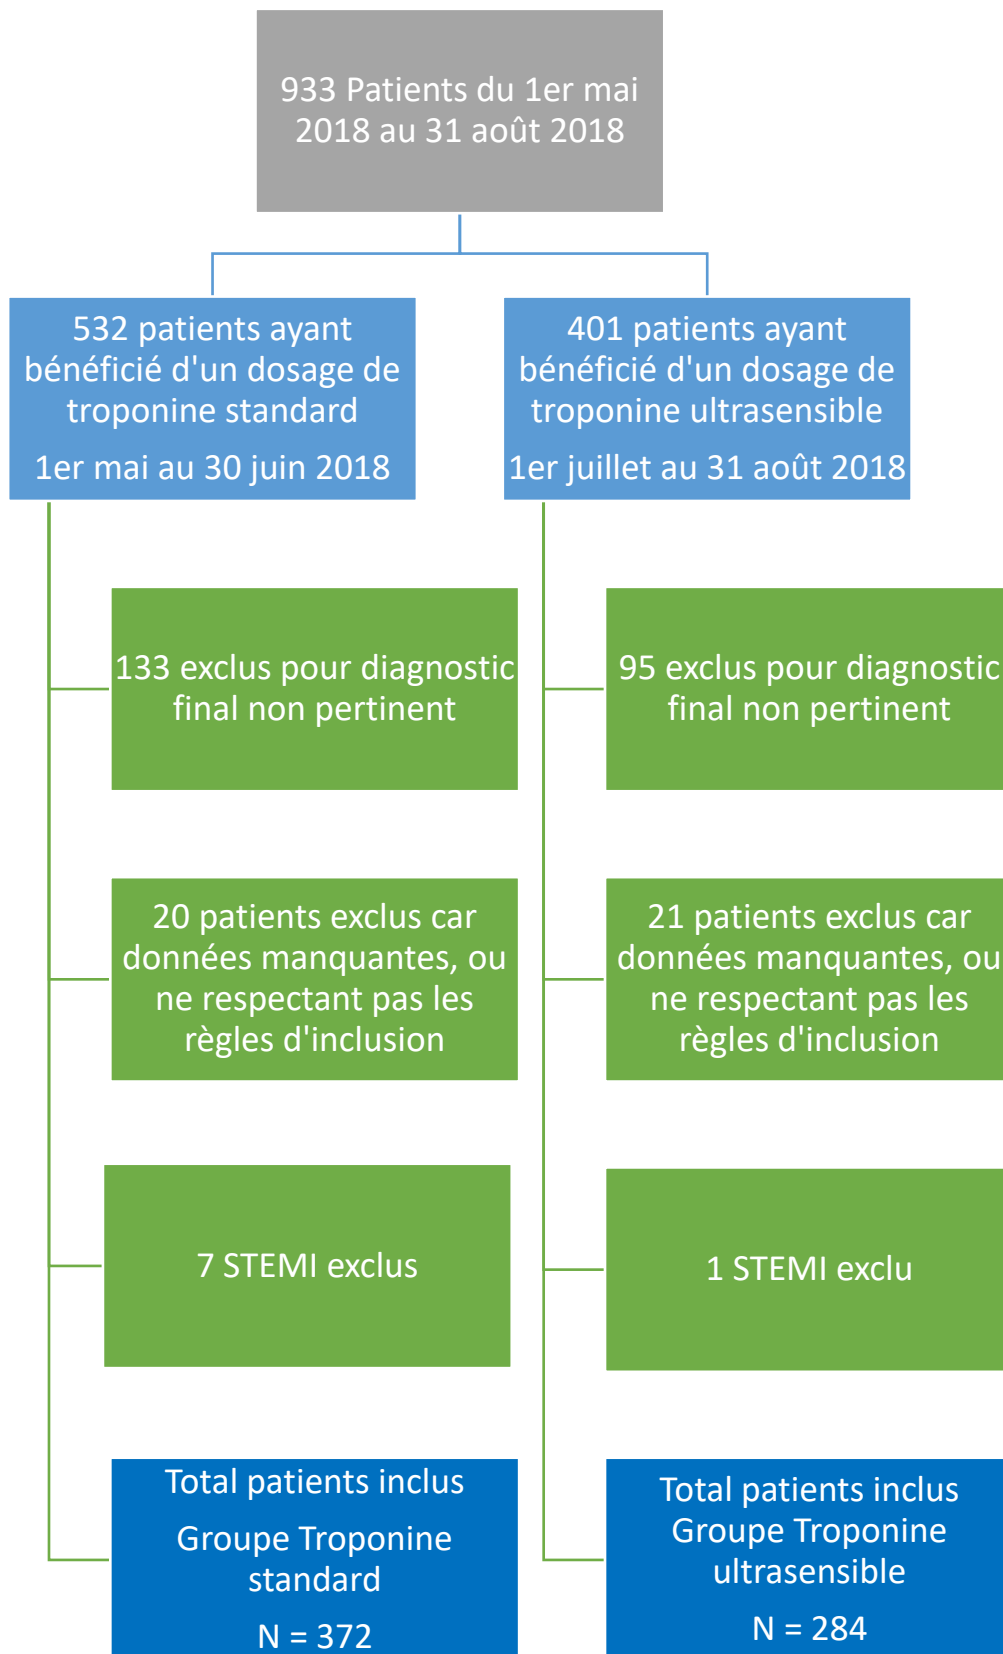 933 Patients du 1er mai
2018 au 31 août 2018
532 patients ayant
bénéficié d'un dosage de
troponine standard
1er mai au 30 juin 2018
401 patients ayant
bénéficié d'un dosage de
troponine ultrasensible
1er juillet au 31 août 2018
133 exclus pour diagnostic
final non pertinent
95 exclus pour diagnostic
final non pertinent
20 patients exclus car
données manquantes, ou
ne respectant pas les
règles d'inclusion
21 patients exclus car
données manquantes, ou
ne respectant pas les
règles d'inclusion
7 STEMI exclus
1 STEMI exclu
Total patients inclus
Groupe Troponine
standard
N = 372
Total patients inclus
Groupe Troponine
ultrasensible
N = 284